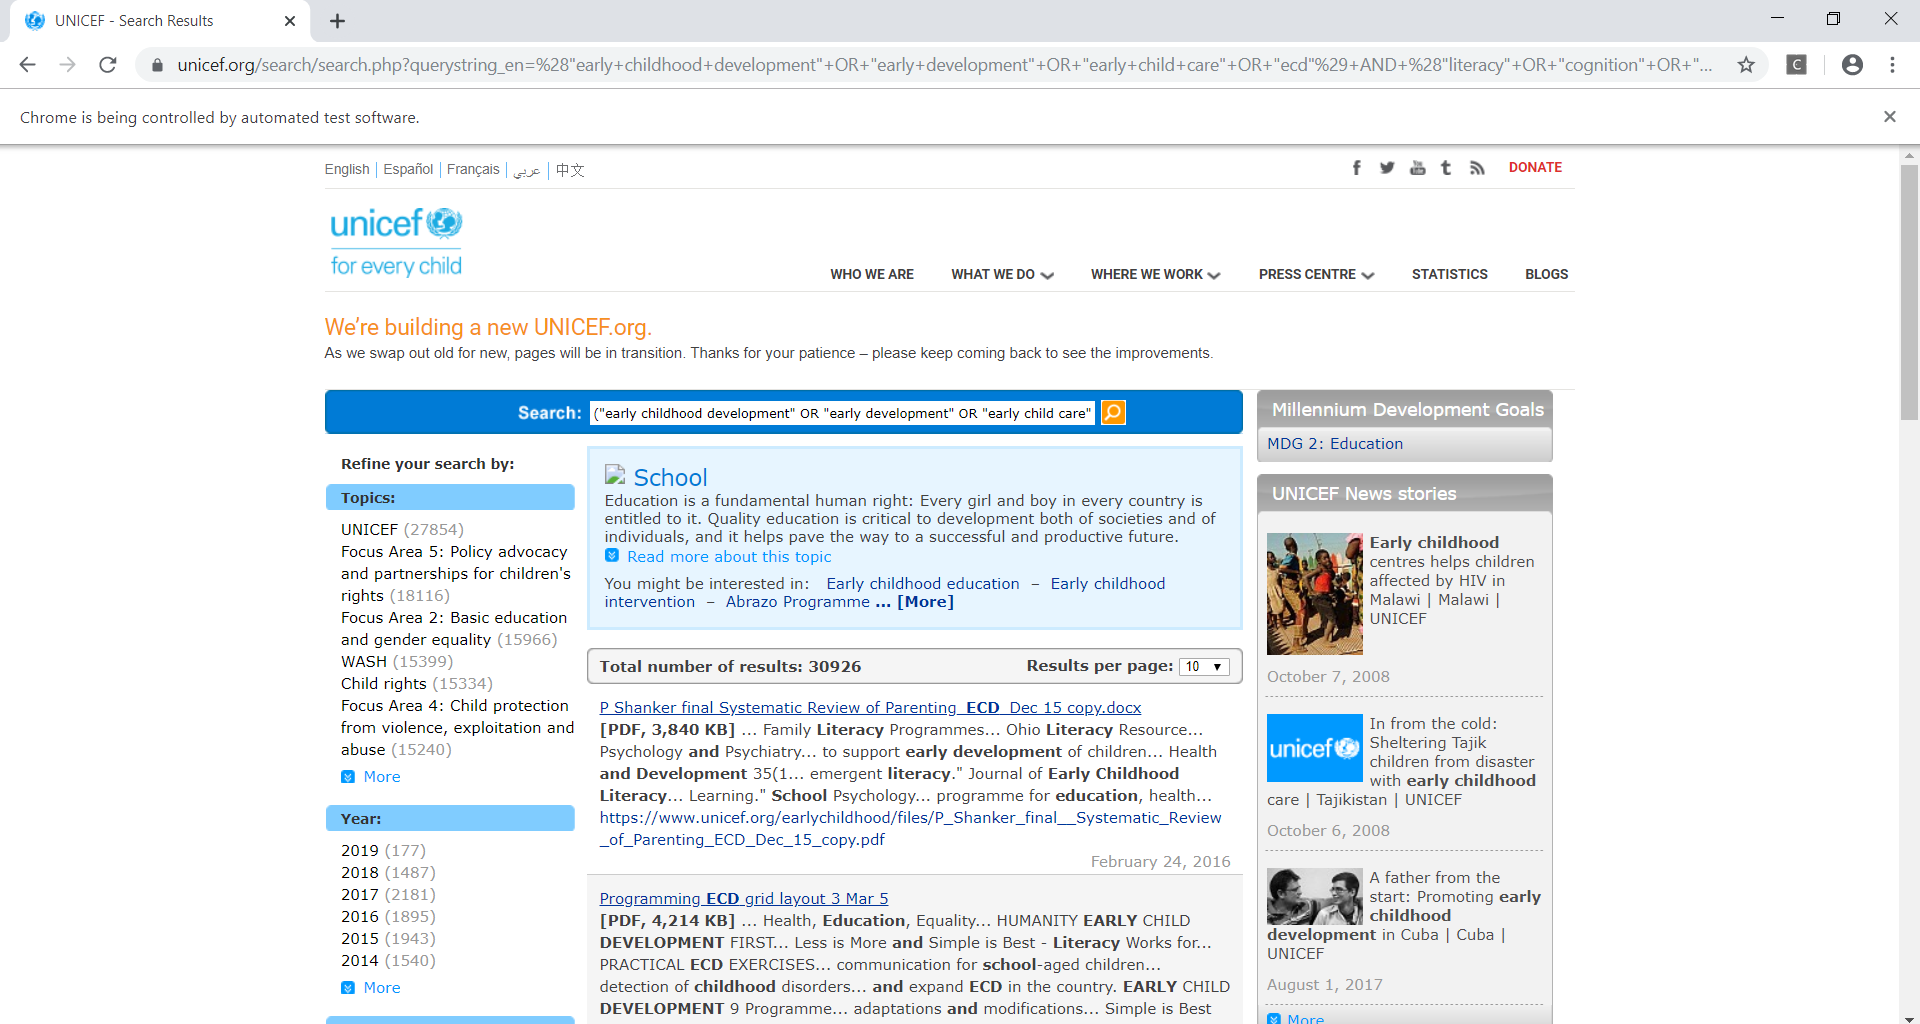 UNICEF - Search Results
unicef.org/search/search.php?querystring_en=%28"early+childhood+development"+OR+"early+development"+OR+"early+child+care"+OR+"ecd"%29+AND+%28"literacy"+OR+"cognition"+OR+"...
Chrome is being controlled by automated test software.
English | Español | Français | عربي | 中文
DONATE
unicef
for every child
WHO WE ARE WHAT WE DO WHERE WE WORK PRESS CENTRE STATISTICS BLOGS
We're building a new UNICEF.org.
As we swap out old for new, pages will be in transition. Thanks for your patience – please keep coming back to see the improvements.
Search: ("early childhood development" OR "early development" OR "early child care"
Refine your search by:
Topics:
UNICEF (27854)
Focus Area 5: Policy advocacy
and partnerships for children's
rights (18116)
Focus Area 2: Basic education
and gender equality (15966)
WASH (15399)
Child rights (15334)
Focus Area 4: Child protection
from violence, exploitation and
abuse (15240)
More
Year:
2019 (177)
2018 (1487)
2017 (2181)
2016 (1895)
2015 (1943)
2014 (1540)
More
School
Education is a fundamental human right: Every girl and boy in every country is
entitled to it. Quality education is critical to development both of societies and of
individuals, and it helps pave the way to a successful and productive future.
Read more about this topic
You might be interested in: Early childhood education – Early childhood
intervention – Abrazo Programme ... [More]
Total number of results: 30926 Results per page: 10
P Shanker final Systematic Review of Parenting_ECD_Dec 15 copy.docx
[PDF, 3,840 KB] ... Family Literacy Programmes... Ohio Literacy Resource...
Psychology and Psychiatry... to support early development of children... Health
and Development 35(1... emergent literacy." Journal of Early Childhood
Literacy... Learning." School Psychology... programme for education, health...
https://www.unicef.org/earlychildhood/files/P_Shanker_final__Systematic_Review
_of_Parenting_ECD_Dec_15_copy.pdf
February 24, 2016
Programming ECD grid layout 3 Mar 5
[PDF, 4,214 KB] ... Health, Education, Equality... HUMANITY EARLY CHILD
DEVELOPMENT FIRST... Less is More and Simple is Best - Literacy Works for...
PRACTICAL ECD EXERCISES... communication for school-aged children...
detection of childhood disorders... and expand ECD in the country. EARLY CHILD
DEVELOPMENT 9 Programme... adaptations and modifications... Simple is Best
Millennium Development Goals
MDG 2: Education
UNICEF News stories
Early childhood
centres helps children
affected by HIV in
Malawi | Malawi |
UNICEF
October 7, 2008
unicef
In from the cold:
Sheltering Tajik
children from disaster
with early childhood
care | Tajikistan | UNICEF
October 6, 2008
A father from the
start: Promoting early
childhood
development in Cuba | Cuba |
UNICEF
August 1, 2017
More